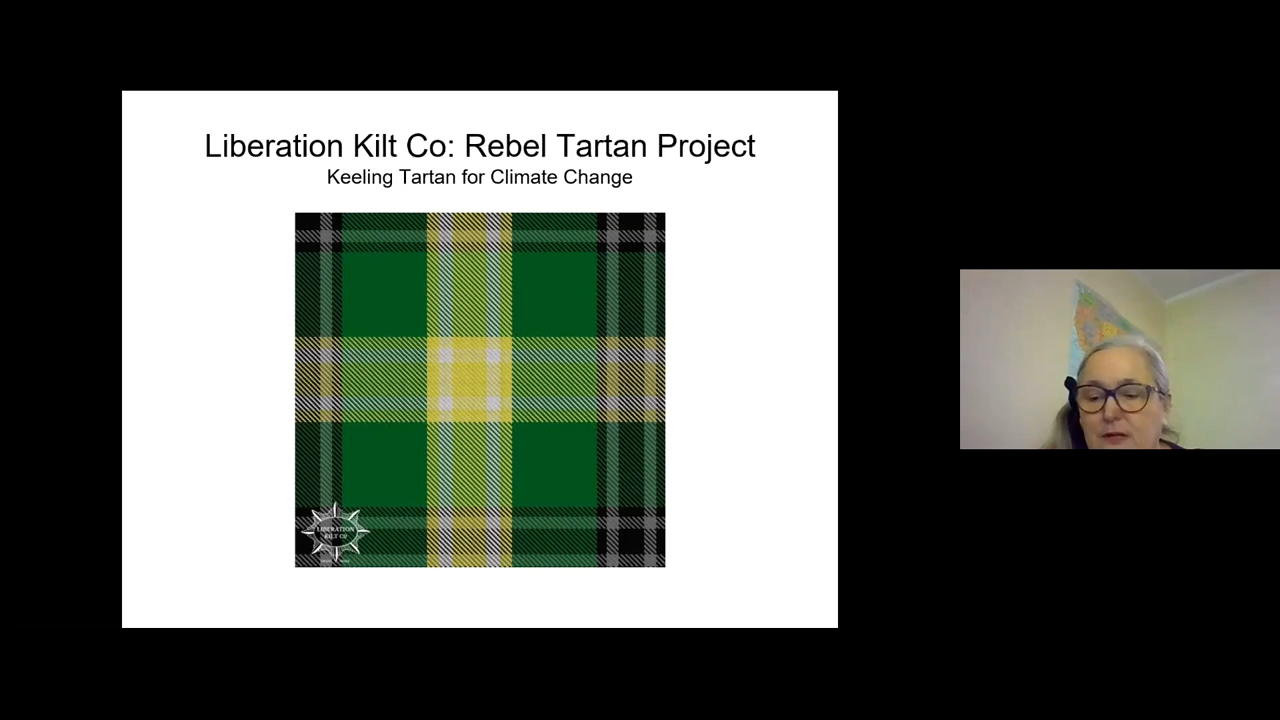 Liberation Kilt Co: Rebel Tartan Project
Keeling Tartan for Climate Change
LIBERATION
KILT CO